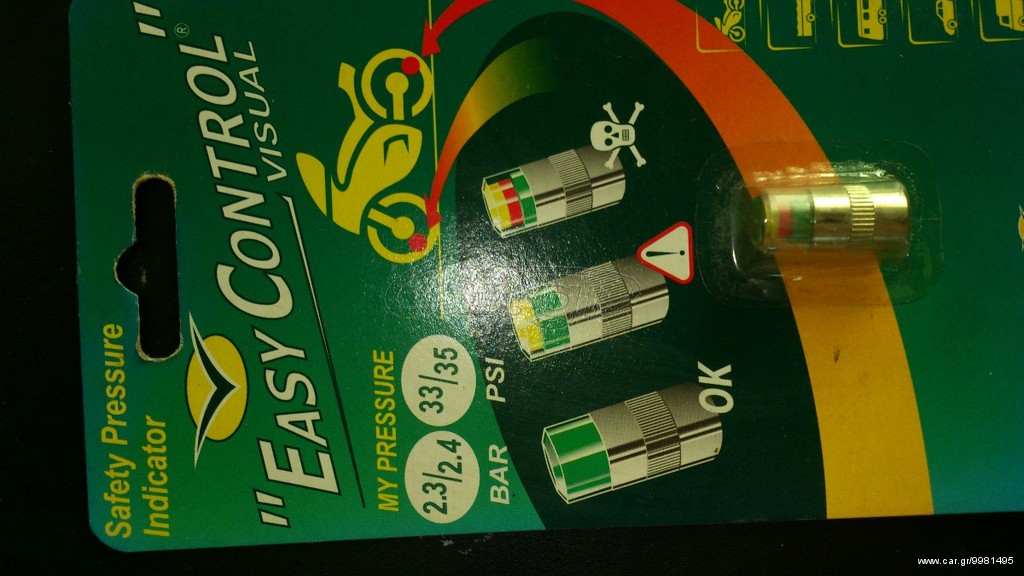 Safety Pressure
Indicator
"EASY CONTROL"®
VISUAL
MY PRESSURE
2.3/2.4 33/35
BAR PSI
OK
www.car.gr/9981495